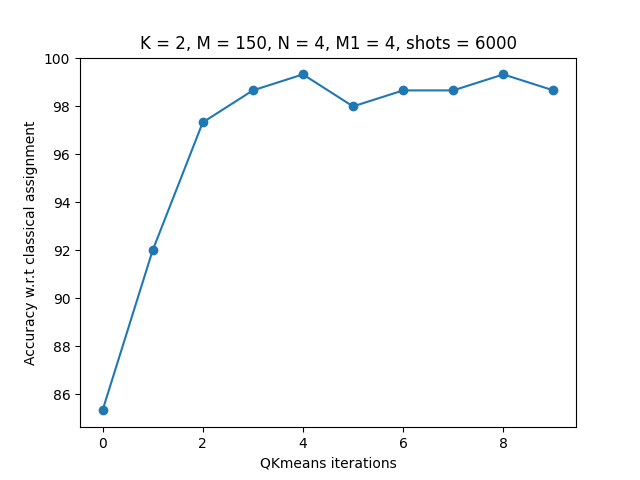 K = 2, M = 150, N = 4, M1 = 4, shots = 6000
100
98
96
94
92
90
88
86
Accuracy w.r.t classical assignment
0 2 4 6 8
QKmeans iterations